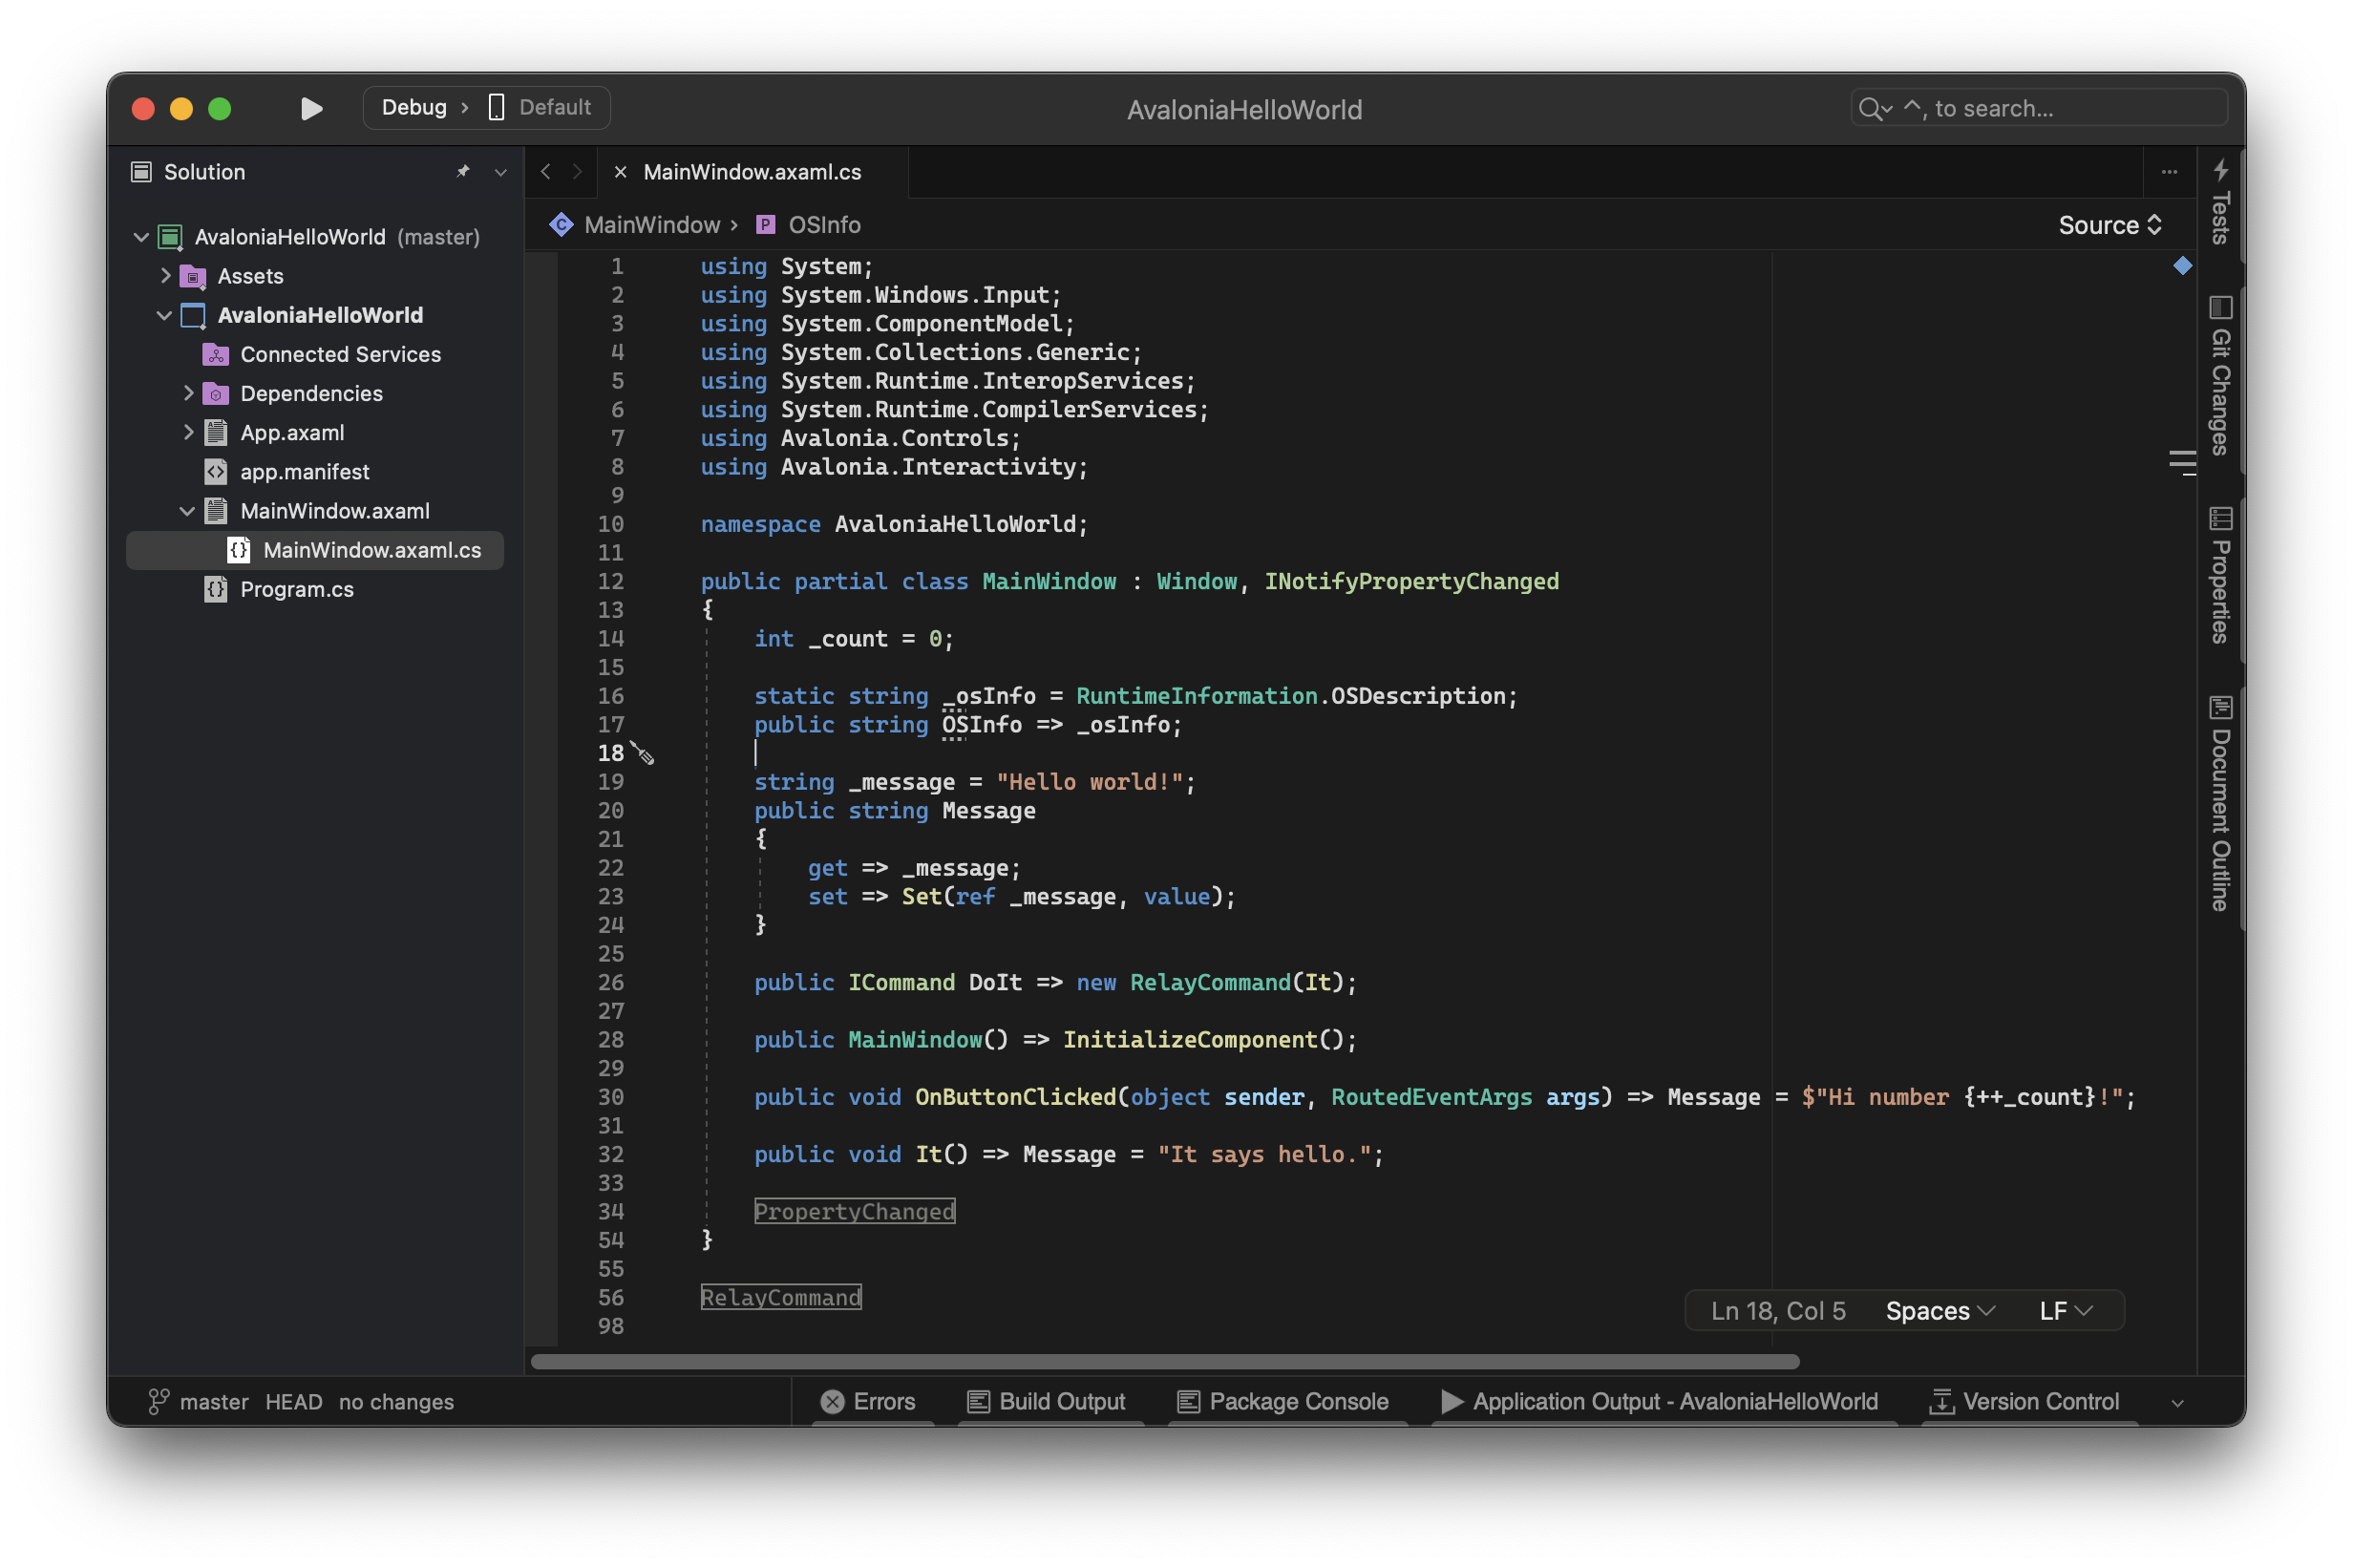 Debug › Default
AvaloniaHelloWorld
^, to search...
Solution
AvaloniaHelloWorld (master)
Assets
AvaloniaHelloWorld
Connected Services
Dependencies
App.axaml
app.manifest
MainWindow.axaml
MainWindow.axaml.cs
Program.cs
MainWindow.axaml.cs
MainWindow › P OSInfo
Source
1 using System;
2 using System.Windows.Input;
3 using System.ComponentModel;
4 using System.Collections.Generic;
5 using System.Runtime.InteropServices;
6 using System.Runtime.CompilerServices;
7 using Avalonia.Controls;
8 using Avalonia.Interactivity;
9
10 namespace AvaloniaHelloWorld;
11
12 public partial class MainWindow : Window, INotifyPropertyChanged
13 {
14     int _count = 0;
15
16     static string _osInfo = RuntimeInformation.OSDescription;
17     public string OSInfo => _osInfo;
18
19     string _message = "Hello world!";
20     public string Message
21     {
22         get => _message;
23         set => Set(ref _message, value);
24     }
25
26     public ICommand DoIt => new RelayCommand(It);
27
28     public MainWindow() => InitializeComponent();
29
30     public void OnButtonClicked(object sender, RoutedEventArgs args) => Message = $"Hi number {++_count}!";
31
32     public void It() => Message = "It says hello.";
33
34     PropertyChanged
54 }
55
56 RelayCommand
98
Ln 18, Col 5 Spaces LF
Tests
Git Changes
Properties
Document Outline
master HEAD no changes
Errors
Build Output
Package Console
Application Output - AvaloniaHelloWorld
Version Control